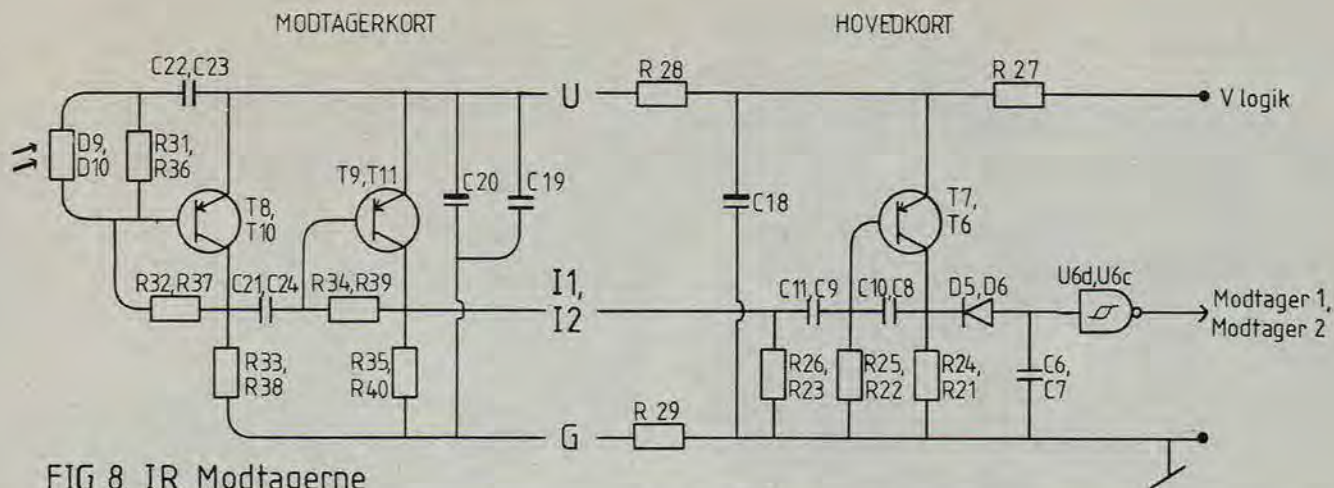 MODTAGERKORT
HOVEDKORT
C22,C23
U
R 28
R 27
V logik
D9,
D10
R31,
R36
T8,
T10
T9,T11
C20
C19
C18
T7,
T6
R32,R37
C21,C24
R34,R39
I1,
I2
C11,C9
C10,C8
D5,D6
U6d,U6c
Modtager 1,
Modtager 2
R33,
R38
R35,
R40
R26,
R23
R25,
R22
R24,
R21
C6,
C7
G
R 29
FIG 8 IR Modtagerne